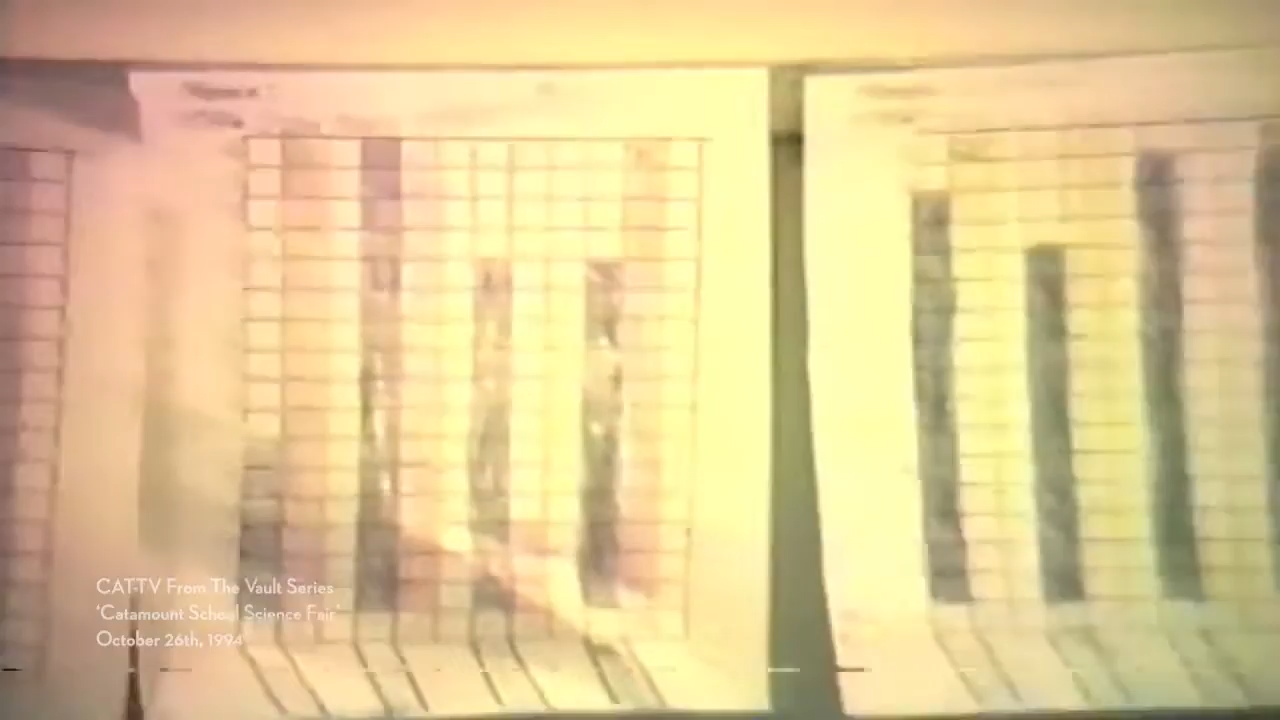 CAT-TV From The Vault Series
'Catamount School Science Fair'
October 26th, 1994